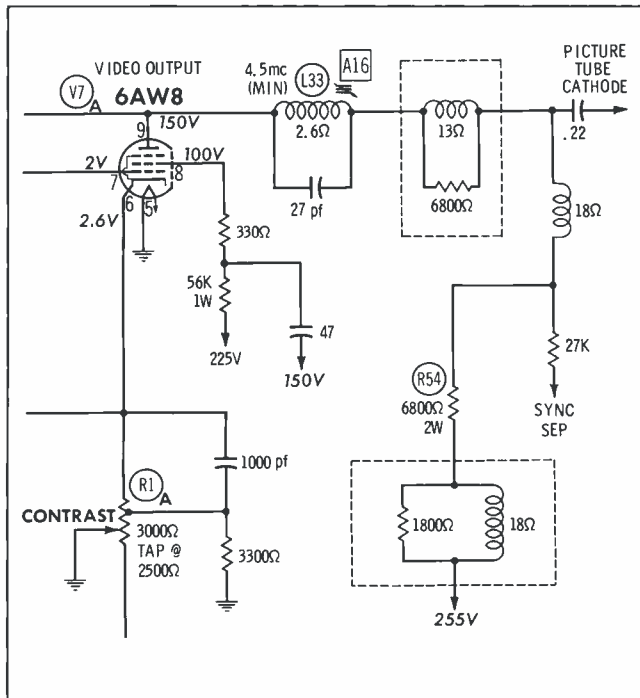 VIDEO OUTPUT
V7 A
6AW8
150V
9
2V
7
100V
8
6
5
2.6V
4.5mc
(MIN)
L33
A16
2.6Ω
27 pf
13Ω
6800Ω
PICTURE
TUBE
CATHODE
.22
18Ω
330Ω
56K
1W
225V
47
150V
27K
SYNC
SEP
R54
6800Ω
2W
1000 pf
R1 A
CONTRAST
3000Ω
TAP @
2500Ω
3300Ω
1800Ω
18Ω
255V